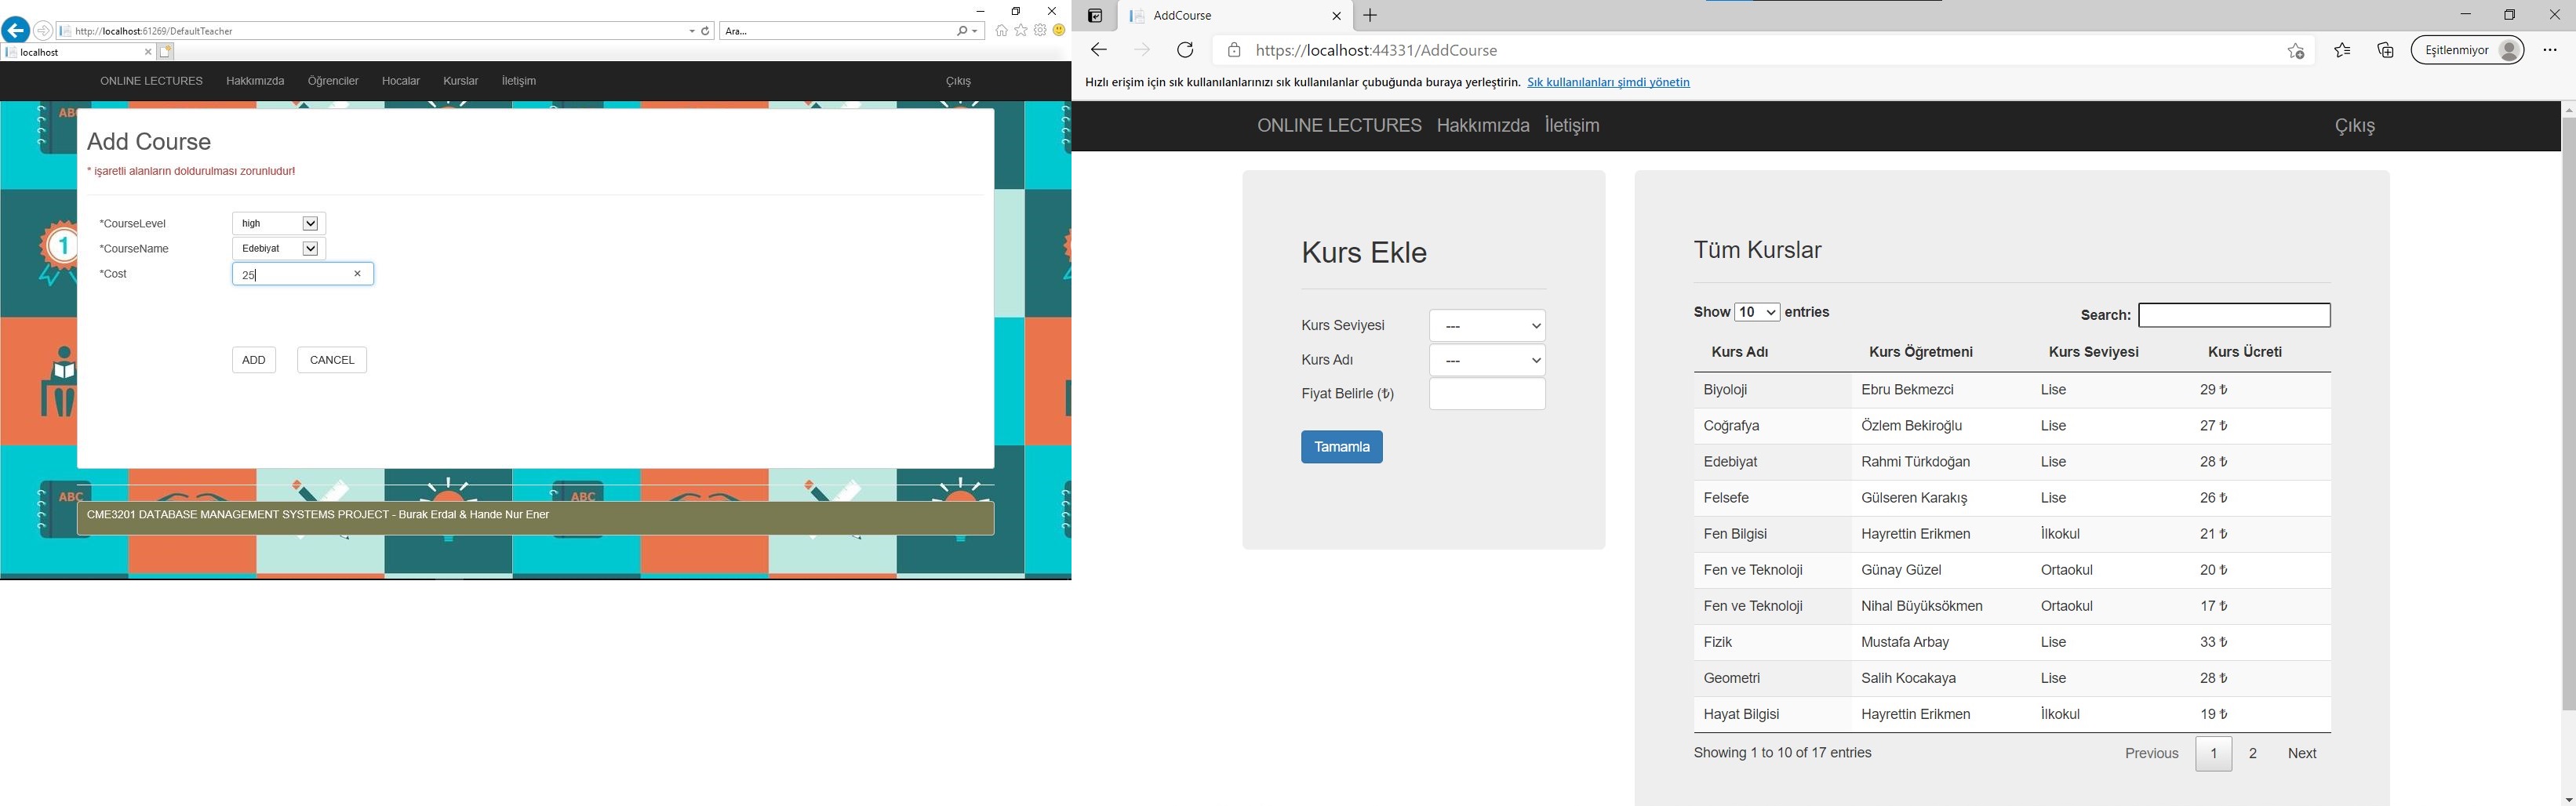 http://localhost:61269/DefaultTeacher
Ara...
localhost
ONLINE LECTURES Hakkımızda Öğrenciler Hocalar Kurslar İletişim Çıkış
ABC
Add Course
* işaretli alanların doldurulması zorunludur!
*CourseLevel high
*CourseName Edebiyat
*Cost 25
1
ADD CANCEL
ABC ABC
CME3201 DATABASE MANAGEMENT SYSTEMS PROJECT - Burak Erdal & Hande Nur Ener
AddCourse
https://localhost:44331/AddCourse
Eşitlenmiyor
Hızlı erişim için sık kullanılanlarınızı sık kullanılanlar çubuğunda buraya yerleştirin. Sık kullanılanları şimdi yönetin
ONLINE LECTURES Hakkımızda İletişim Çıkış
Kurs Ekle
Kurs Seviyesi ---
Kurs Adı ---
Fiyat Belirle (₺)
Tamamla
Tüm Kurslar
Show 10 entries Search:
Kurs Adı Kurs Öğretmeni Kurs Seviyesi Kurs Ücreti
Biyoloji Ebru Bekmezci Lise 29 ₺
Coğrafya Özlem Bekiroğlu Lise 27 ₺
Edebiyat Rahmi Türkdoğan Lise 28 ₺
Felsefe Gülseren Karakış Lise 26 ₺
Fen Bilgisi Hayrettin Erikmen İlkokul 21 ₺
Fen ve Teknoloji Günay Güzel Ortaokul 20 ₺
Fen ve Teknoloji Nihal Büyüksökmen Ortaokul 17 ₺
Fizik Mustafa Arbay Lise 33 ₺
Geometri Salih Kocakaya Lise 28 ₺
Hayat Bilgisi Hayrettin Erikmen İlkokul 19 ₺
Showing 1 to 10 of 17 entries Previous 1 2 Next